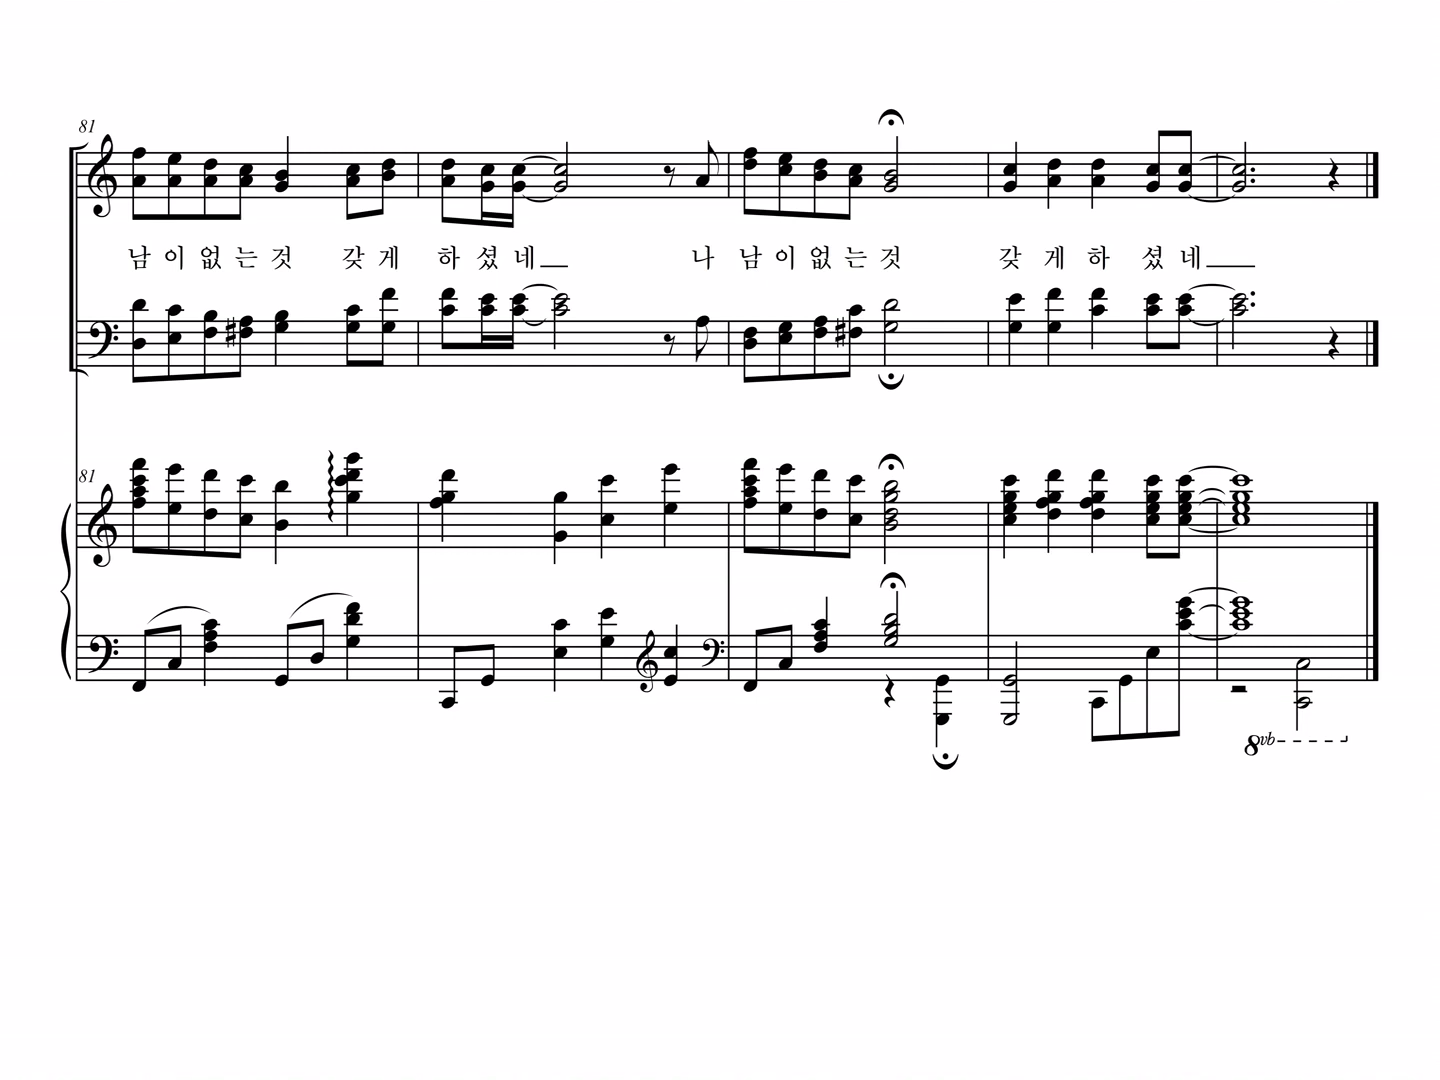 81
남 이 없 는 것 갖 게 하 셨 네 나 남 이 없 는 것 갖 게 하 셨 네
81
8vb